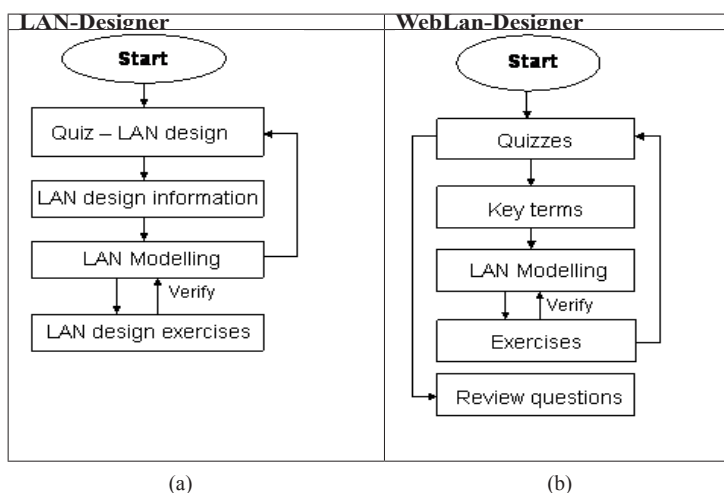 LAN-Designer
Start
Quiz – LAN design
LAN design information
LAN Modelling
Verify
LAN design exercises
(a)
WebLan-Designer
Start
Quizzes
Key terms
LAN Modelling
Verify
Exercises
Review questions
(b)